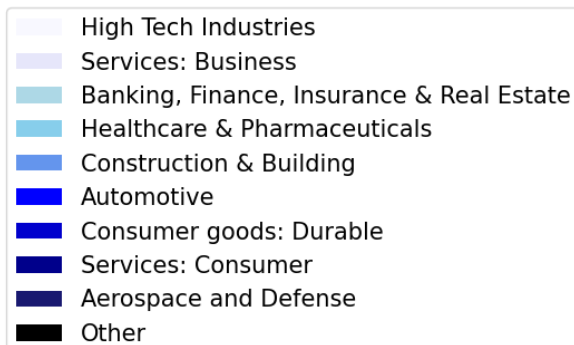 High Tech Industries
Services: Business
Banking, Finance, Insurance & Real Estate
Healthcare & Pharmaceuticals
Construction & Building
Automotive
Consumer goods: Durable
Services: Consumer
Aerospace and Defense
Other